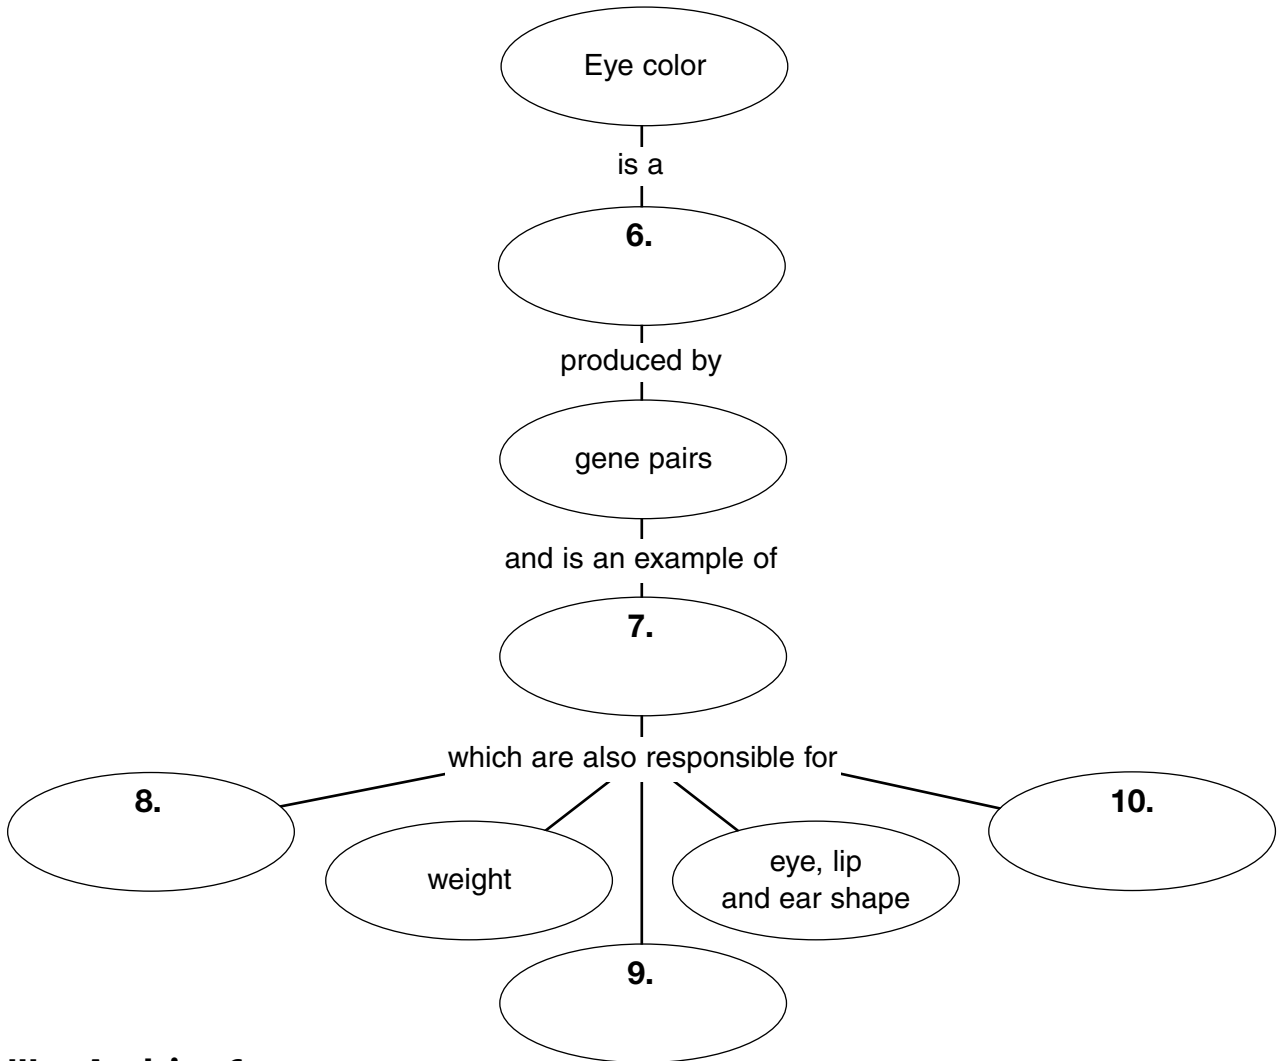 Eye color
is a
6.
produced by
gene pairs
and is an example of
7.
which are also responsible for
8.
10.
weight
eye, lip
and ear shape
9.